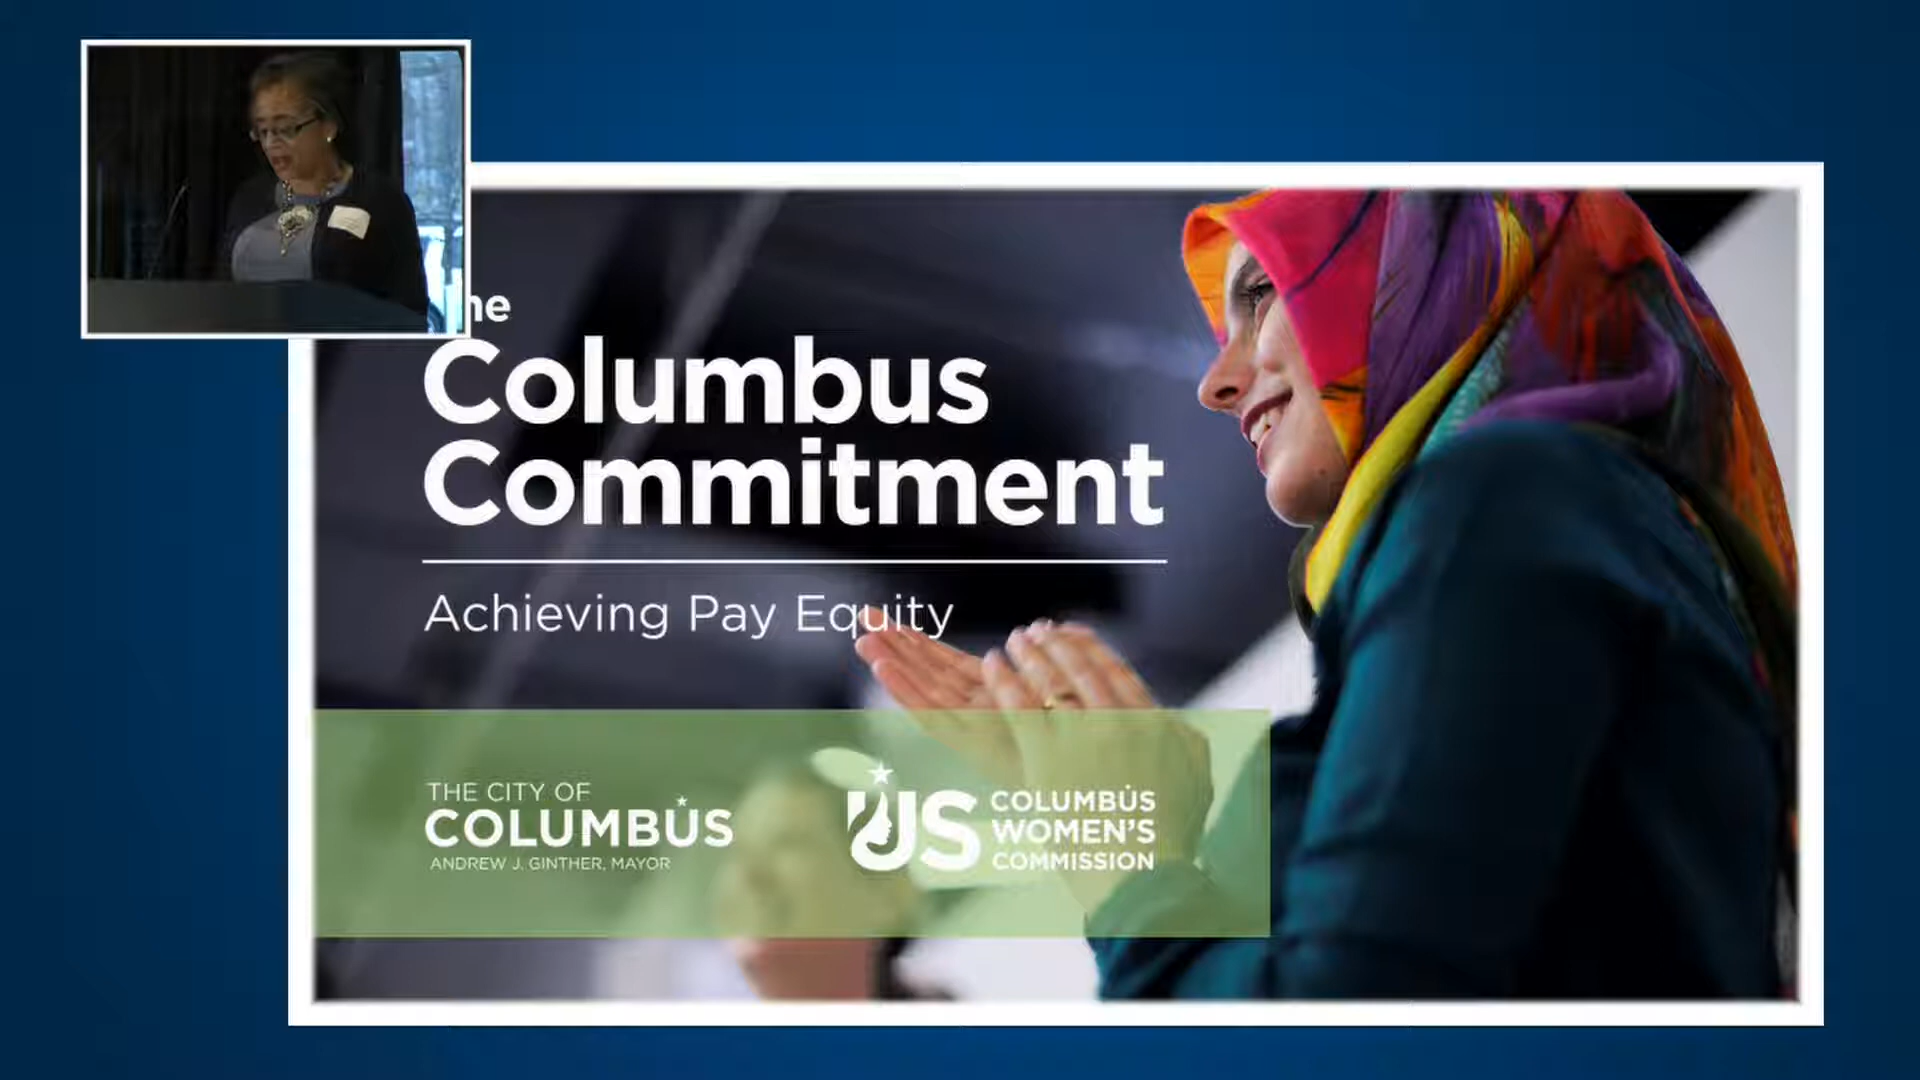 he
Columbus
Commitment
Achieving Pay Equity
THE CITY OF
COLUMBUS
ANDREW J. GINTHER, MAYOR
US
COLUMBUS
WOMEN'S
COMMISSION